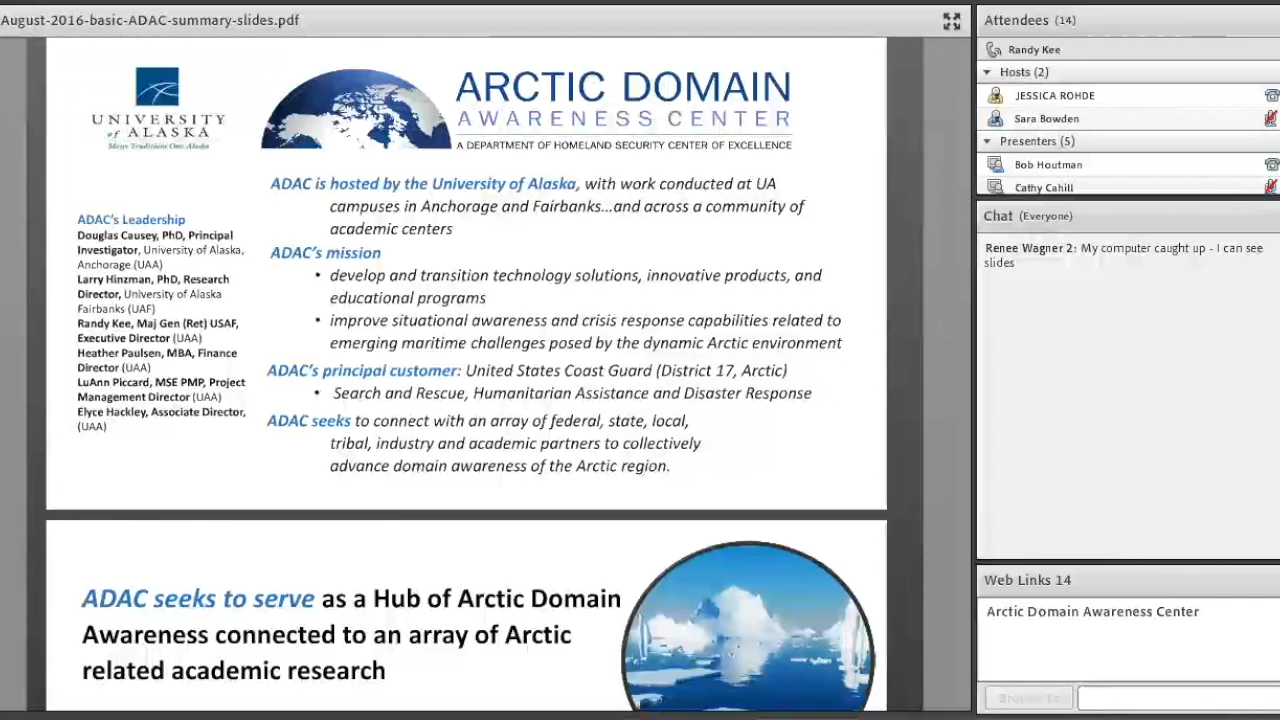 August-2016-basic-ADAC-summary-slides.pdf
UNIVERSITY
of ALASKA
Many Traditions One Alaska
ARCTIC DOMAIN
AWARENESS CENTER
A DEPARTMENT OF HOMELAND SECURITY CENTER OF EXCELLENCE
ADAC's Leadership
Douglas Causey, PhD, Principal
Investigator, University of Alaska,
Anchorage (UAA)
Larry Hinzman, PhD, Research
Director, University of Alaska
Fairbanks (UAF)
Randy Kee, Maj Gen (Ret) USAF,
Executive Director (UAA)
Heather Paulsen, MBA, Finance
Director (UAA)
LuAnn Piccard, MSE PMP, Project
Management Director (UAA)
Elyce Hackley, Associate Director,
(UAA)
ADAC is hosted by the University of Alaska, with work conducted at UA
campuses in Anchorage and Fairbanks...and across a community of
academic centers
ADAC's mission
• develop and transition technology solutions, innovative products, and
educational programs
• improve situational awareness and crisis response capabilities related to
emerging maritime challenges posed by the dynamic Arctic environment
ADAC's principal customer: United States Coast Guard (District 17, Arctic)
• Search and Rescue, Humanitarian Assistance and Disaster Response
ADAC seeks to connect with an array of federal, state, local,
tribal, industry and academic partners to collectively
advance domain awareness of the Arctic region.
ADAC seeks to serve as a Hub of Arctic Domain
Awareness connected to an array of Arctic
related academic research
Attendees (14)
Randy Kee
Hosts (2)
JESSICA ROHDE
Sara Bowden
Presenters (5)
Bob Houtman
Cathy Cahill
Chat (Everyone)
Renee Wagner 2: My computer caught up - I can see
slides
Web Links 14
Arctic Domain Awareness Center
Browse To